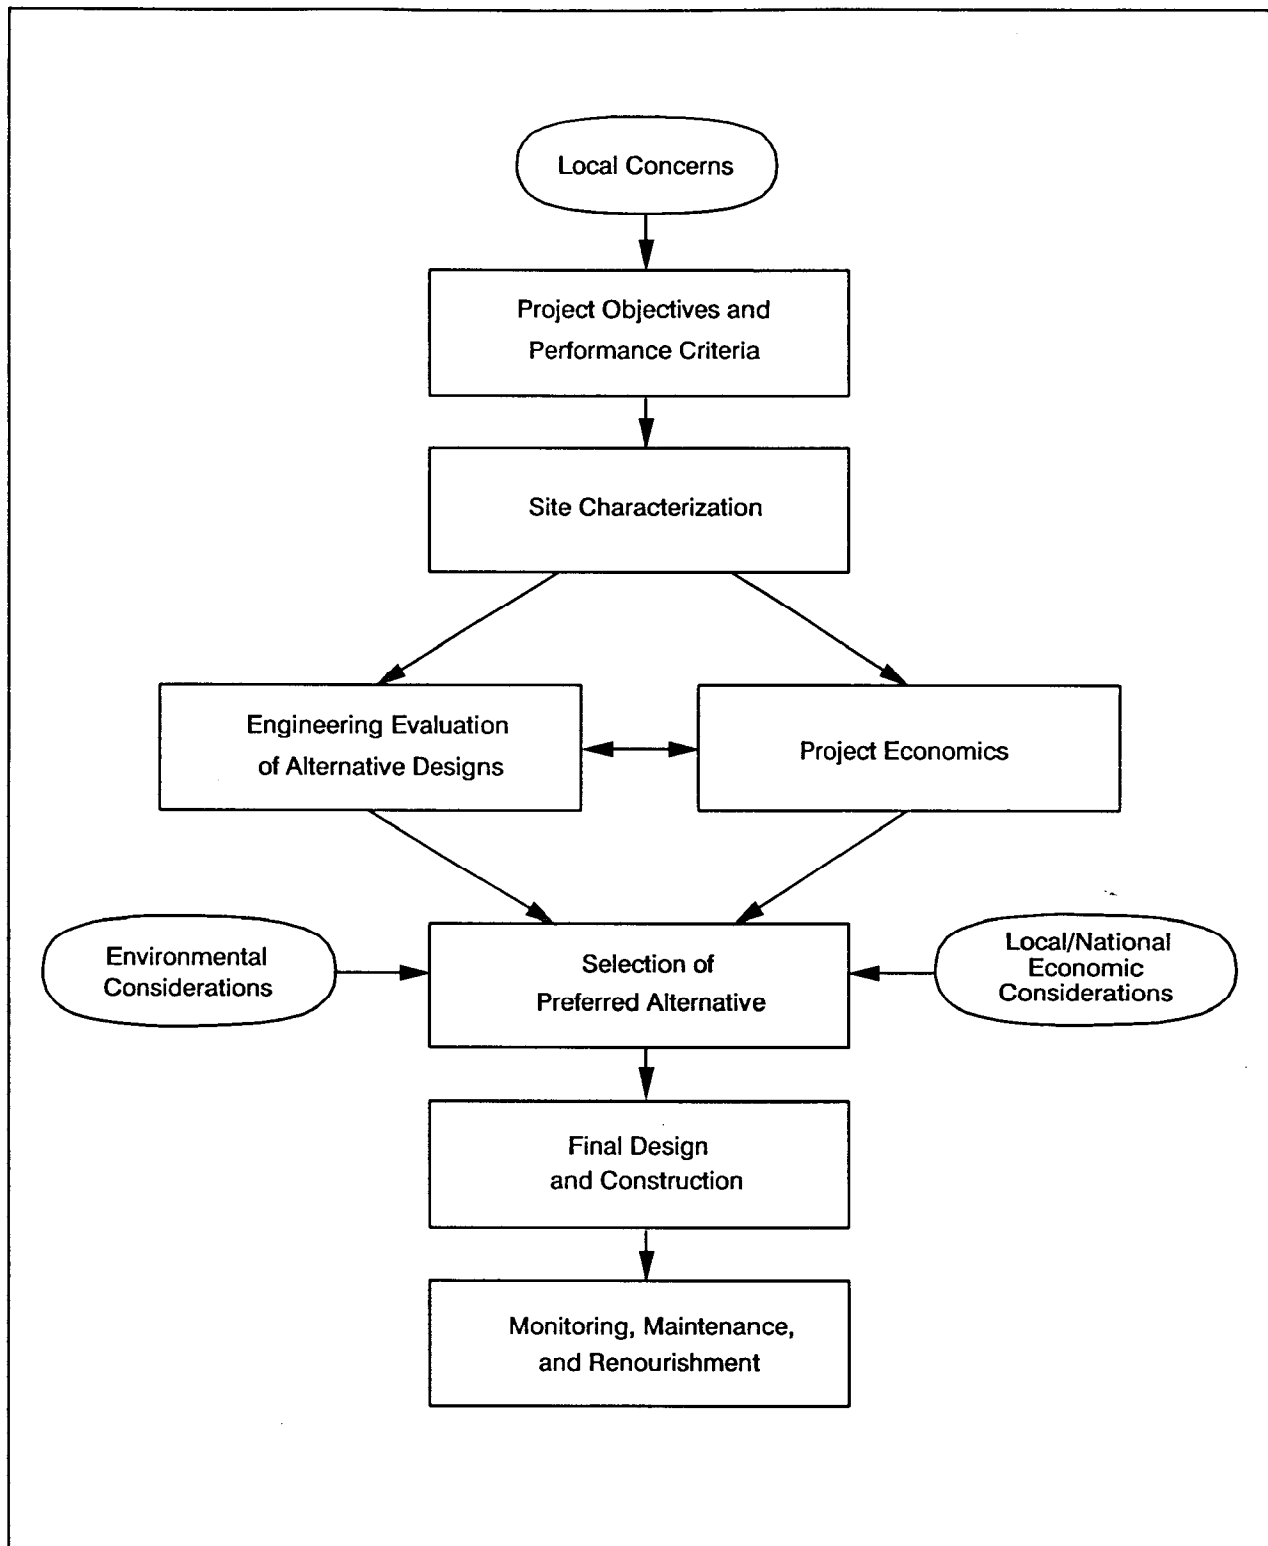 Local Concerns
Project Objectives and
Performance Criteria
Site Characterization
Engineering Evaluation
of Alternative Designs
Project Economics
Environmental
Considerations
Selection of
Preferred Alternative
Local/National
Economic
Considerations
Final Design
and Construction
Monitoring, Maintenance,
and Renourishment